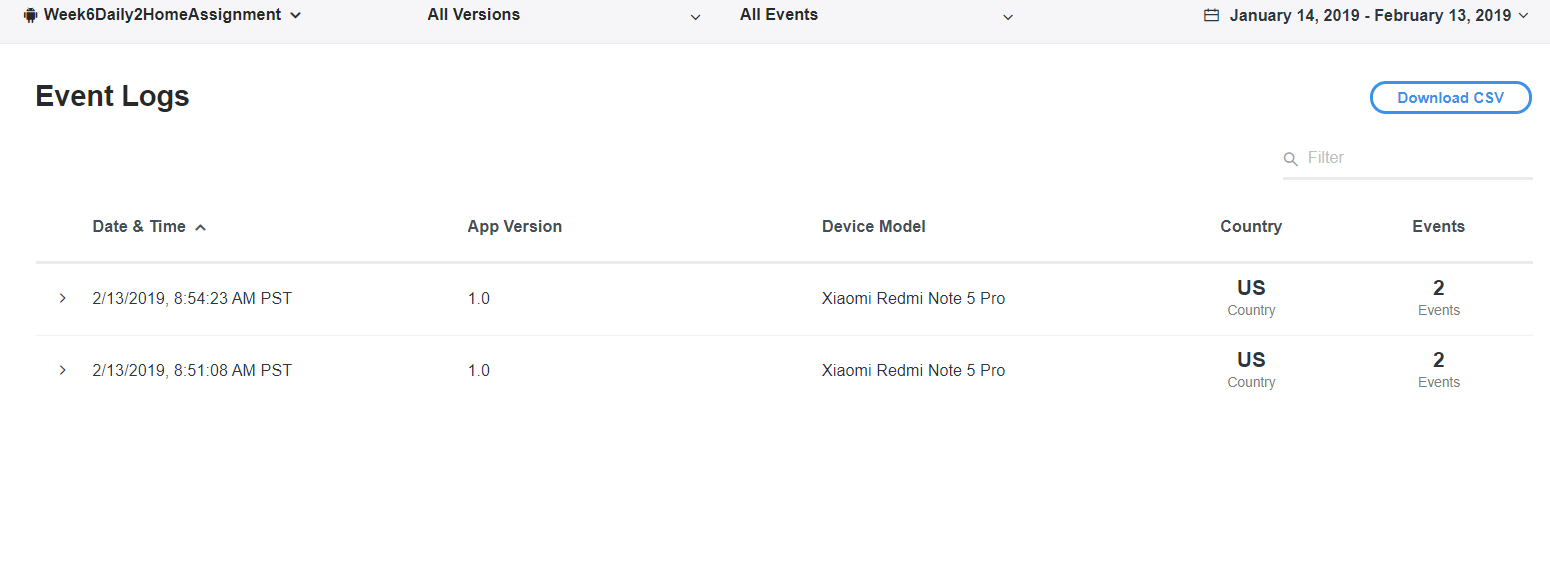 Week6Daily2HomeAssignment All Versions All Events January 14, 2019 - February 13, 2019
Event Logs
Download CSV
Filter
Date & Time App Version Device Model Country Events
2/13/2019, 8:54:23 AM PST 1.0 Xiaomi Redmi Note 5 Pro US 2
Country Events
2/13/2019, 8:51:08 AM PST 1.0 Xiaomi Redmi Note 5 Pro US 2
Country Events